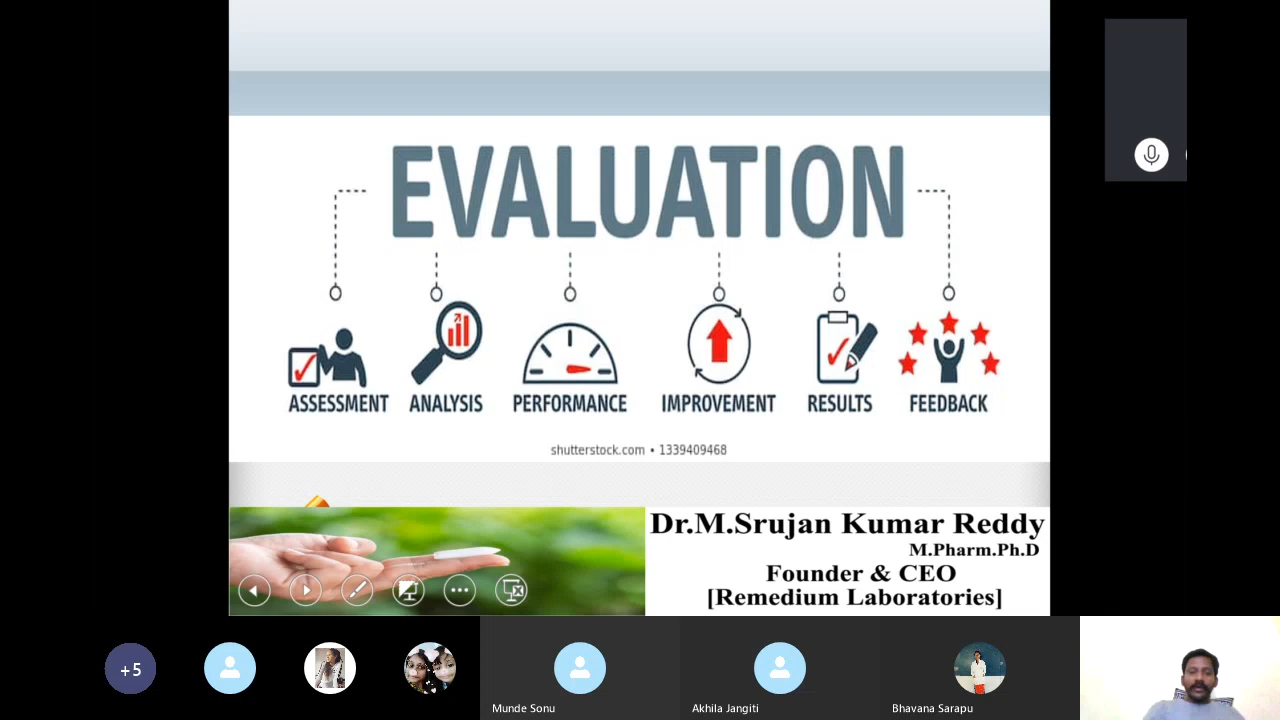 EVALUATION
ASSESSMENT ANALYSIS PERFORMANCE IMPROVEMENT RESULTS FEEDBACK
shutterstock.com • 1339409468
Dr.M.Srujan Kumar Reddy
M.Pharm.Ph.D
Founder & CEO
[Remedium Laboratories]
+5
Munde Sonu Akhila Jangiti Bhavana Sarapu